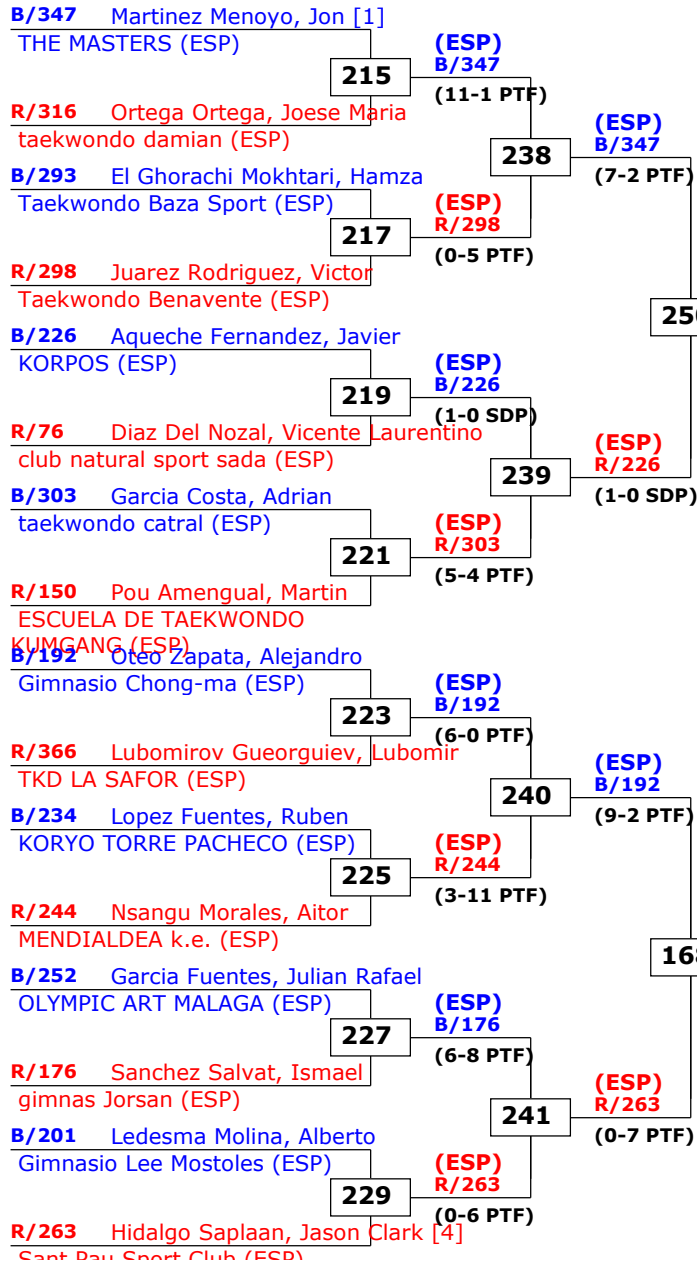 B/347 Martinez Menoyo, Jon [1]
THE MASTERS (ESP)
215
R/316 Ortega Ortega, Joese Maria
taekwondo damian (ESP)
B/293 El Ghorachi Mokhtari, Hamza
Taekwondo Baza Sport (ESP)
217
R/298 Juarez Rodriguez, Victor
Taekwondo Benavente (ESP)
B/226 Aqueche Fernandez, Javier
KORPOS (ESP)
219
R/76 Diaz Del Nozal, Vicente Laurentino
club natural sport sada (ESP)
B/303 Garcia Costa, Adrian
taekwondo catral (ESP)
221
R/150 Pou Amengual, Martin
ESCUELA DE TAEKWONDO
KUMGANG (ESP)
B/192 Oteo Zapata, Alejandro
Gimnasio Chong-ma (ESP)
223
R/366 Lubomirov Gueorguiev, Lubomir
TKD LA SAFOR (ESP)
B/234 Lopez Fuentes, Ruben
KORYO TORRE PACHECO (ESP)
225
R/244 Nsangu Morales, Aitor
MENDIALDEA k.e. (ESP)
B/252 Garcia Fuentes, Julian Rafael
OLYMPIC ART MALAGA (ESP)
227
R/176 Sanchez Salvat, Ismael
gimnas Jorsan (ESP)
B/201 Ledesma Molina, Alberto
Gimnasio Lee Mostoles (ESP)
229
R/263 Hidalgo Saplaan, Jason Clark [4]
Sant Pau Sport Club (ESP)
(ESP)
B/347
(11-1 PTF)
238
(ESP)
R/298
(0-5 PTF)
(ESP)
B/226
(1-0 SDP)
239
(ESP)
R/303
(5-4 PTF)
(ESP)
B/192
(6-0 PTF)
240
(ESP)
R/244
(3-11 PTF)
(ESP)
B/176
(6-8 PTF)
241
(ESP)
R/263
(0-6 PTF)
(ESP)
B/347
(7-2 PTF)
(ESP)
R/226
(1-0 SDP)
(ESP)
B/192
(9-2 PTF)
(ESP)
R/263
(0-7 PTF)